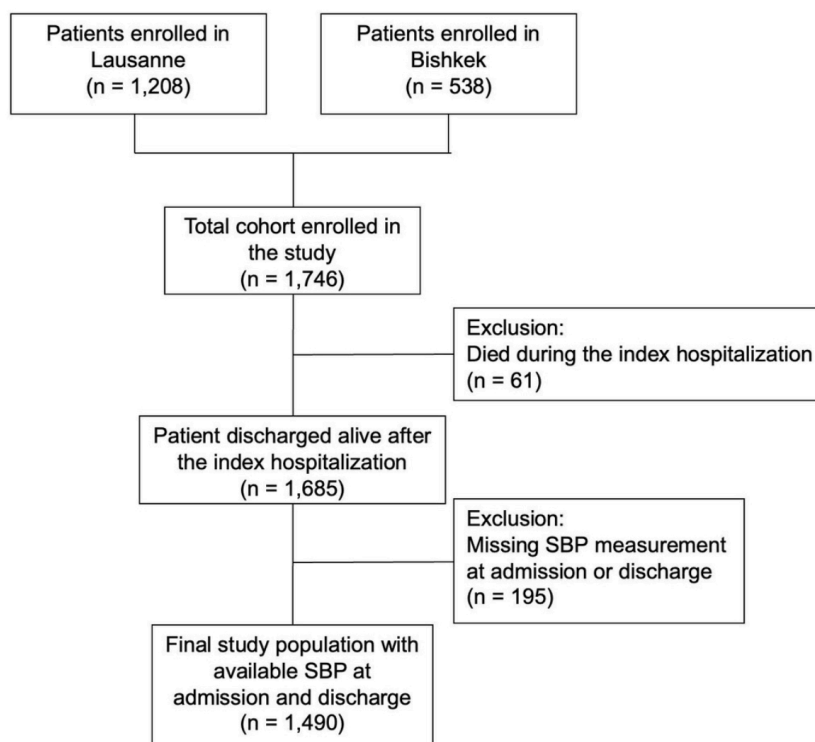 Patients enrolled in
Lausanne
(n = 1,208)
Patients enrolled in
Bishkek
(n = 538)
Total cohort enrolled in
the study
(n = 1,746)
Exclusion:
Died during the index hospitalization
(n = 61)
Patient discharged alive after
the index hospitalization
(n = 1,685)
Exclusion:
Missing SBP measurement
at admission or discharge
(n = 195)
Final study population with
available SBP at
admission and discharge
(n = 1,490)